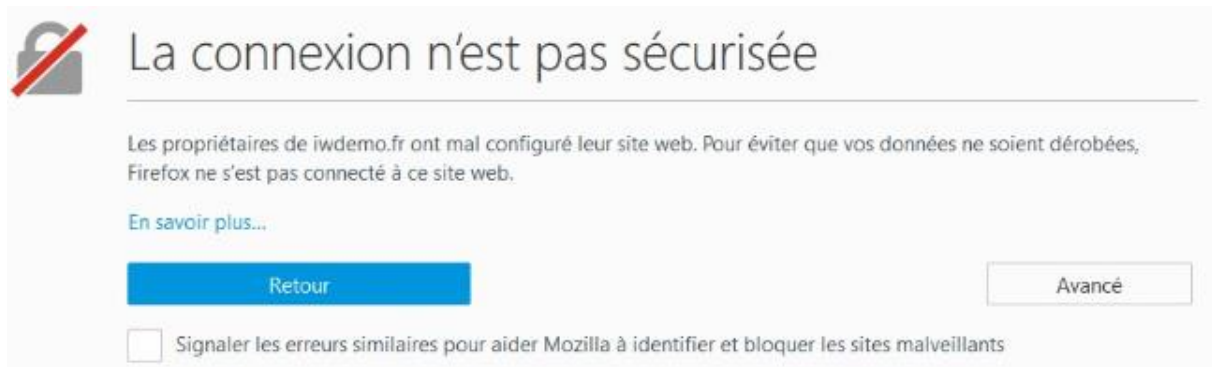 La connexion n’est pas sécurisée
Les propriétaires de iwdemo.fr ont mal configuré leur site web. Pour éviter que vos données ne soient dérobées,
Firefox ne s’est pas connecté à ce site web.
En savoir plus...
Retour
Avancé
Signaler les erreurs similaires pour aider Mozilla à identifier et bloquer les sites malveillants